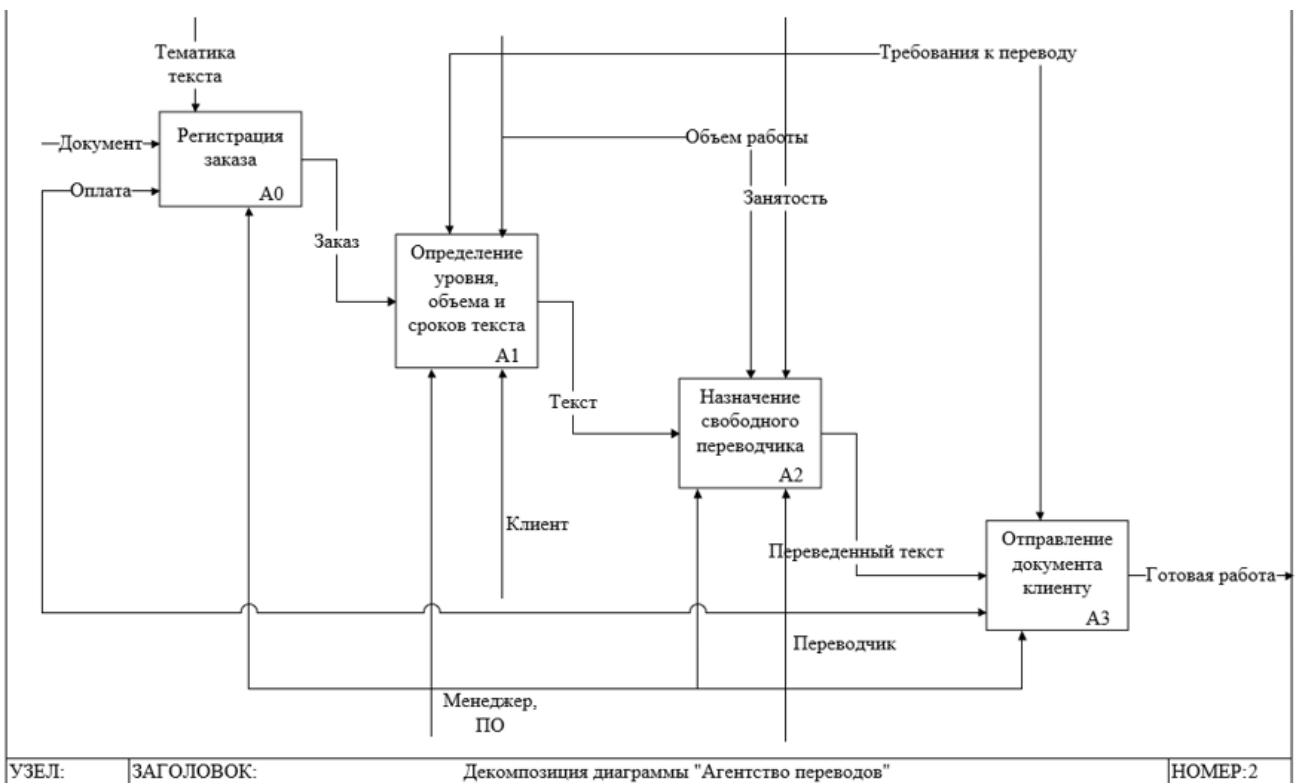 Тематика
текста
Требования к переводу
Документ
Регистрация
заказа
A0
Объем работы
Оплата
Занятость
Заказ
Определение
уровня,
объема и
сроков текста
A1
Текст
Назначение
свободного
переводчика
A2
Клиент
Переведенный текст
Отправление
документа
клиенту
A3
Готовая работа
Переводчик
Менеджер,
ПО
УЗЕЛ:
ЗАГОЛОВОК:
Декомпозиция диаграммы "Агентство переводов"
НОМЕР:2